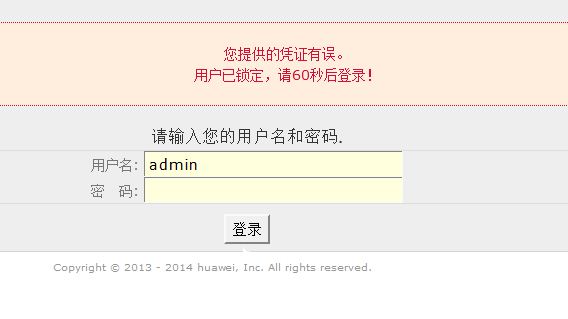 您提供的凭证有误。
用户已锁定，请60秒后登录!
请输入您的用户名和密码.
用户名: admin
密 码:
登录
Copyright © 2013 - 2014 huawei, Inc. All rights reserved.